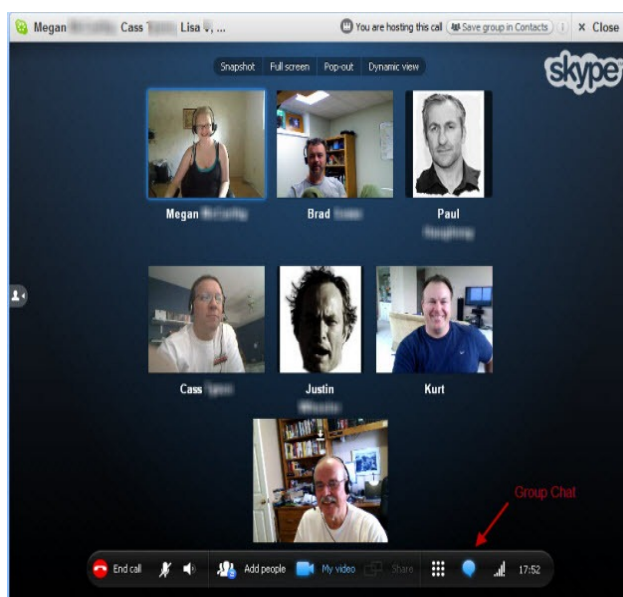 Megan Cass Lisa , ...
You are hosting this call Save group in Contacts i × Close
Snapshot Full screen Pop-out Dynamic view
skype
Megan Brad Paul
Cass Justin Kurt
Group Chat
End call Add people My video Share 17:52